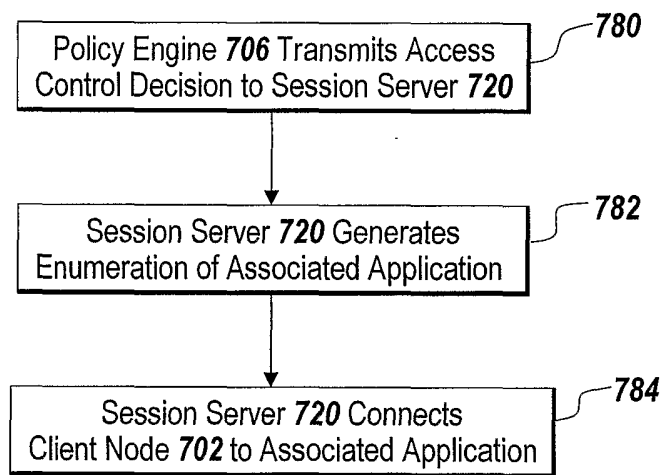 780
Policy Engine 706 Transmits Access
Control Decision to Session Server 720
782
Session Server 720 Generates
Enumeration of Associated Application
784
Session Server 720 Connects
Client Node 702 to Associated Application